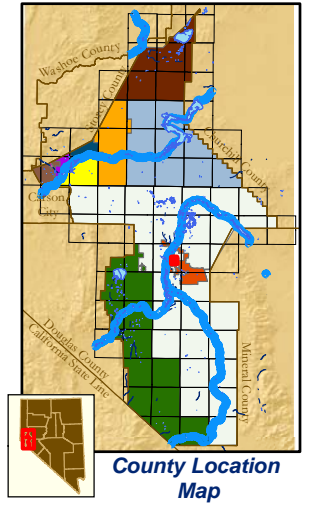 Washoe County
Storey County
Churchill County
Carson
City
Douglas County
California State Line
Mineral County
County Location
Map